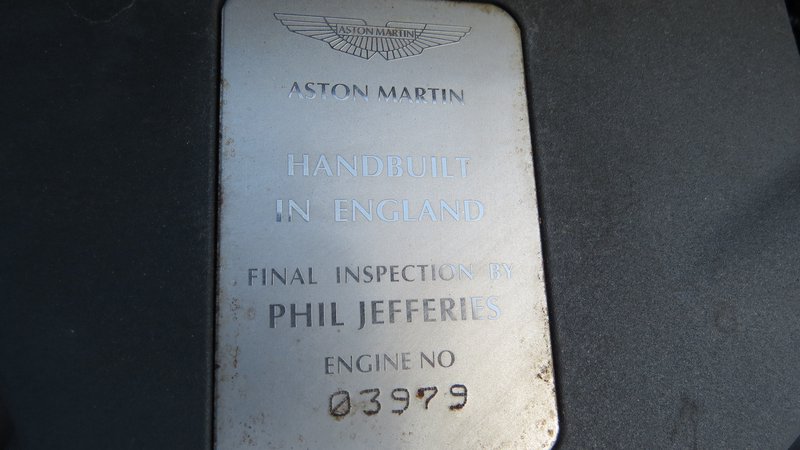 ASTON MARTIN
ASTON MARTIN
HANDBUILT
IN ENGLAND
FINAL INSPECTION BY
PHIL JEFFERIES
ENGINE NO
03979